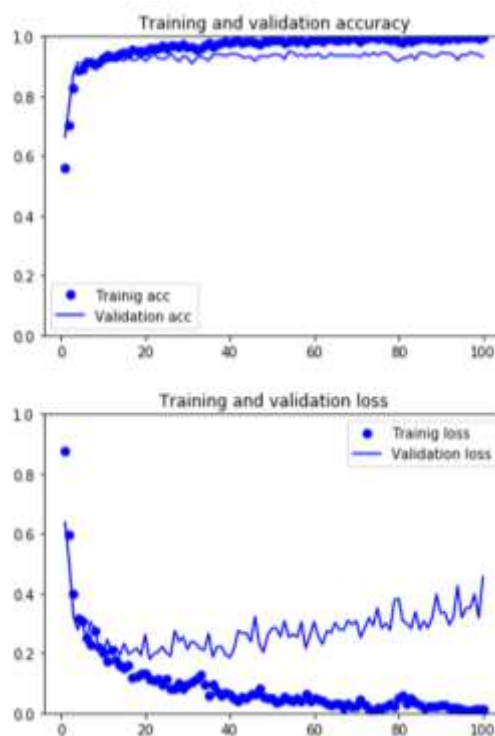 Training and validation accuracy
1.0
0.8
0.6
0.4
0.2
0.0
Trainig acc
Validation acc
0 20 40 60 80 100
Training and validation loss
1.0
0.8
0.6
0.4
0.2
0.0
Trainig loss
Validation loss
0 20 40 60 80 100